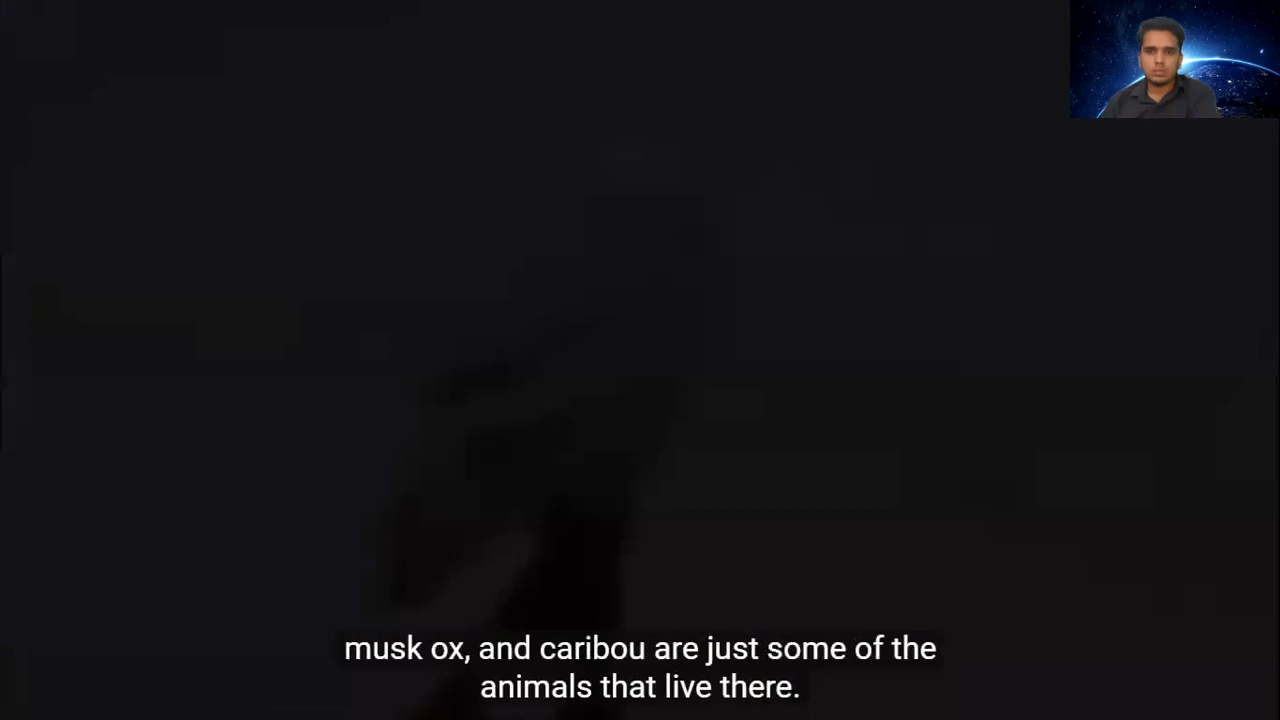 musk ox, and caribou are just some of the
animals that live there.